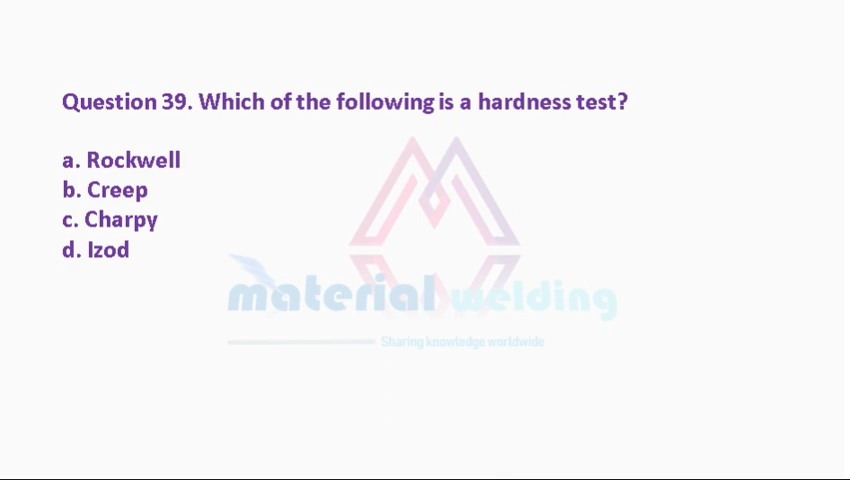 Question 39. Which of the following is a hardness test?
a. Rockwell
b. Creep
c. Charpy
d. Izod
material welding
Sharing knowledge worldwide